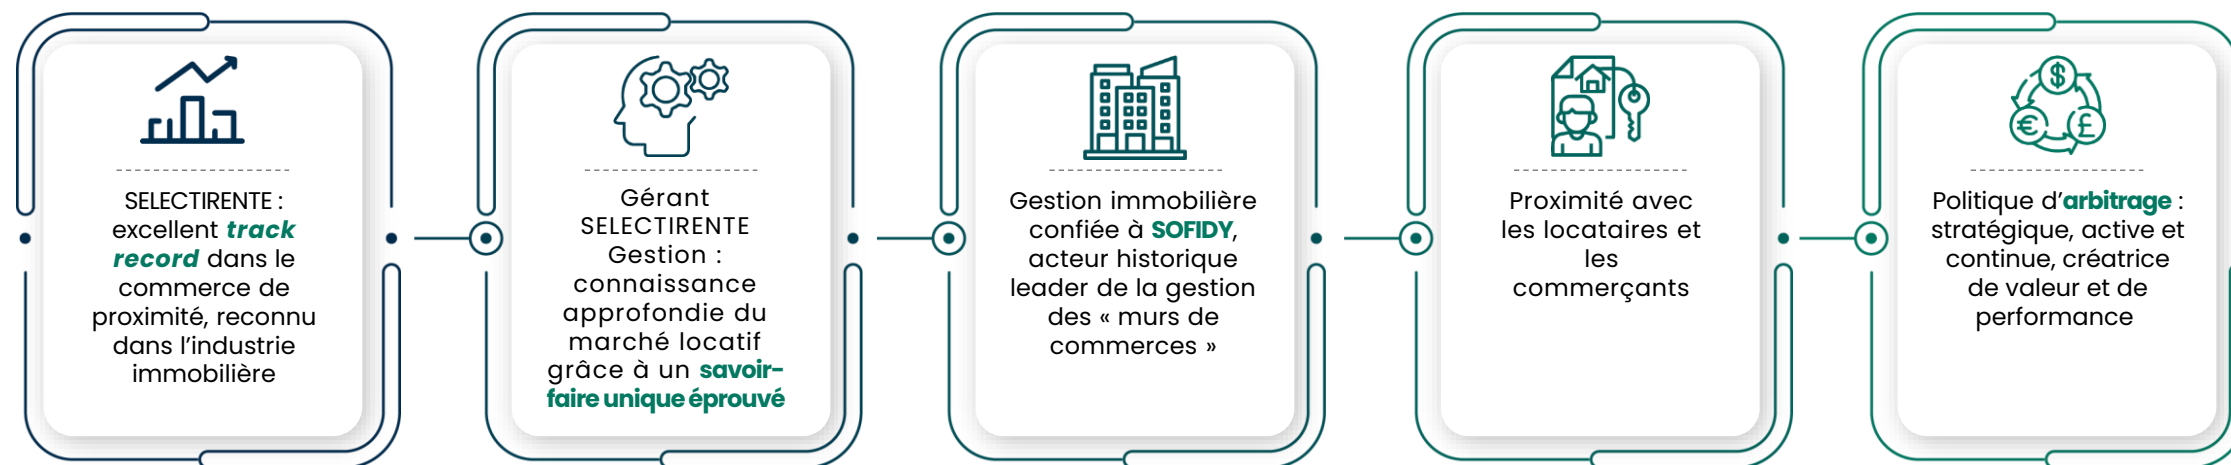 SELECTIRENTE :
excellent track
record dans le
commerce de
proximité, reconnu
dans l’industrie
immobilière
Gérant
SELECTIRENTE
Gestion :
connaissance
approfondie du
marché locatif
grâce à un savoir-
faire unique éprouvé
Gestion immobilière
confiée à SOFIDY,
acteur historique
leader de la gestion
des « murs de
commerces »
Proximité avec
les locataires et
les
commerçants
Politique d’arbitrage :
stratégique, active et
continue, créatrice
de valeur et de
performance